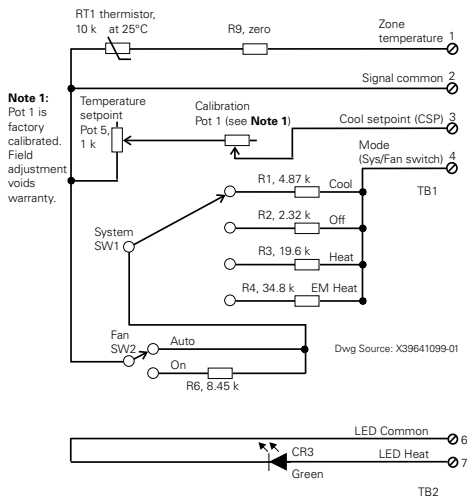 RT1 thermistor,
10 k at 25°C
R9, zero
Zone
temperature
1
Signal common
2
Note 1:
Pot 1 is
factory
calibrated.
Field
adjustment
voids
warranty.
Temperature
setpoint
Pot 5,
1 k
Calibration
Pot 1 (see Note 1)
Cool setpoint (CSP)
3
Mode
(Sys/Fan switch)
4
TB1
R1, 4.87 k
Cool
R2, 2.32 k
Off
R3, 19.6 k
Heat
R4, 34.8 k
EM Heat
System
SW1
Fan
SW2
Auto
On
R6, 8.45 k
Dwg Source: X39641099-01
LED Common
6
CR3
LED Heat
7
Green
TB2